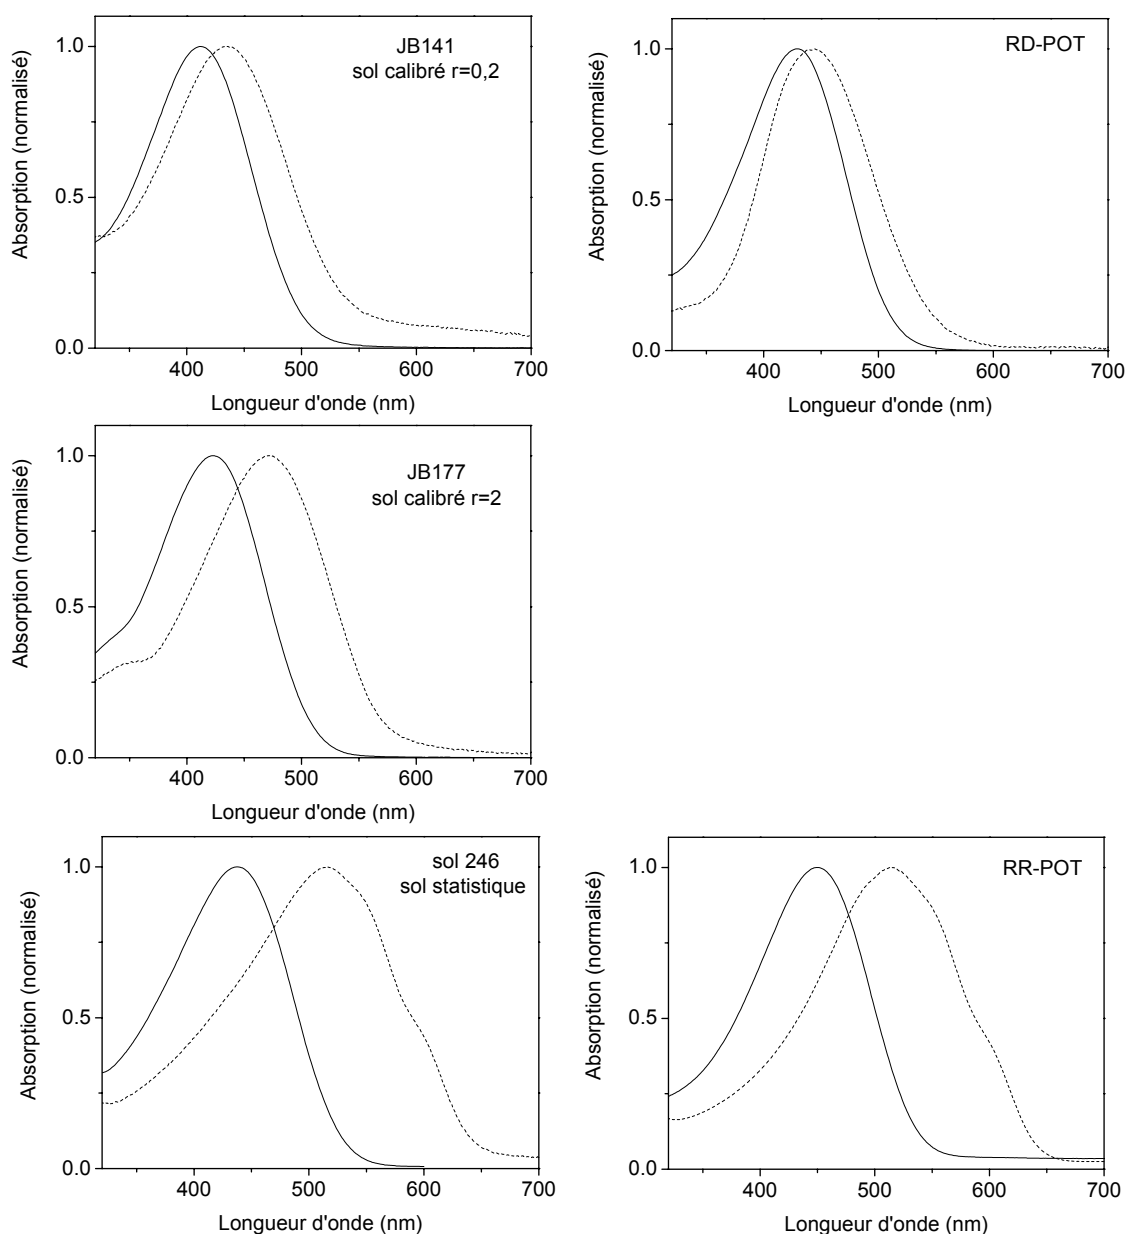 JB141
sol calibré r=0,2
Absorption (normalisé)
1.0
0.5
0.0
400
500
600
700
Longueur d'onde (nm)
RD-POT
Absorption (normalisé)
1.0
0.5
0.0
400
500
600
700
Longueur d'onde (nm)
JB177
sol calibré r=2
Absorption (normalisé)
1.0
0.5
0.0
400
500
600
700
Longueur d'onde (nm)
sol 246
sol statistique
Absorption (normalisé)
1.0
0.5
0.0
400
500
600
700
Longueur d'onde (nm)
RR-POT
Absorption (normalisé)
1.0
0.5
0.0
400
500
600
700
Longueur d'onde (nm)